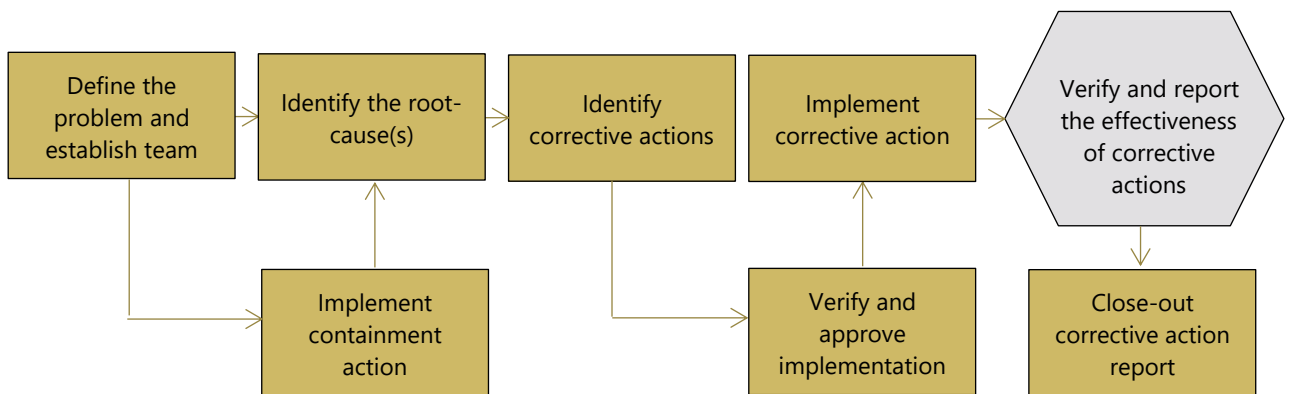 Define the
problem and
establish team
Identify the root-
cause(s)
Identify
corrective actions
Implement
corrective action
Verify and report
the effectiveness
of corrective
actions
Implement
containment
action
Verify and
approve
implementation
Close-out
corrective action
report